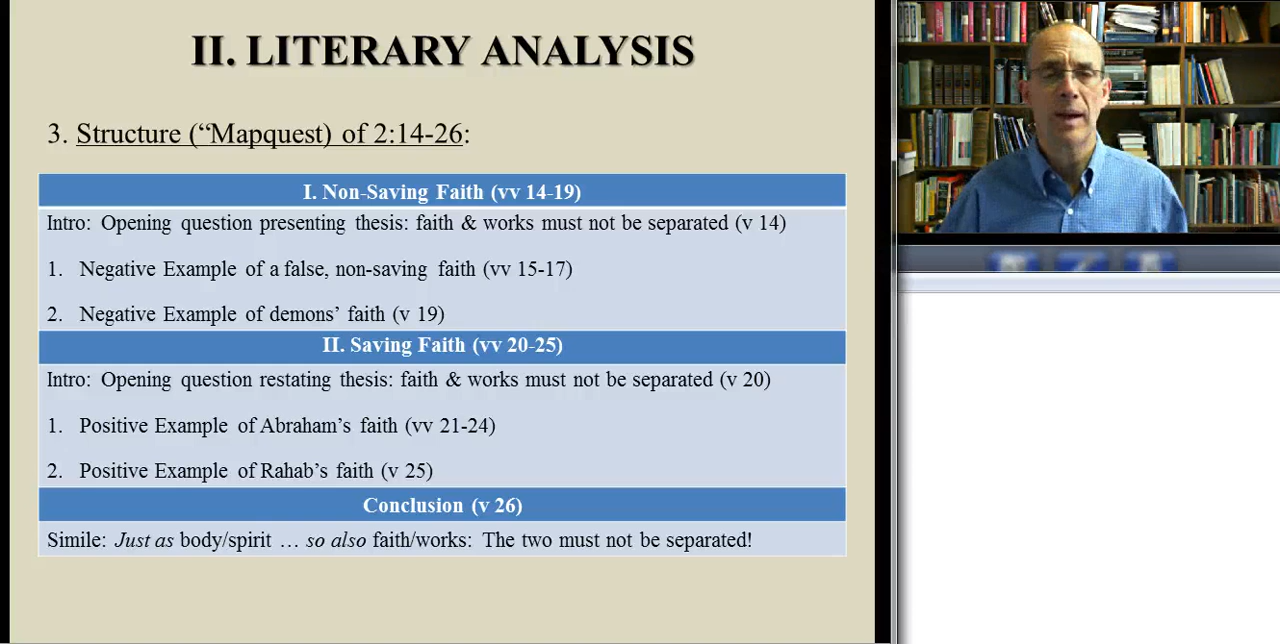 II. LITERARY ANALYSIS
3. Structure (“Mapquest) of 2:14-26:
I. Non-Saving Faith (vv 14-19)
Intro: Opening question presenting thesis: faith & works must not be separated (v 14)
1. Negative Example of a false, non-saving faith (vv 15-17)
2. Negative Example of demons’ faith (v 19)
II. Saving Faith (vv 20-25)
Intro: Opening question restating thesis: faith & works must not be separated (v 20)
1. Positive Example of Abraham’s faith (vv 21-24)
2. Positive Example of Rahab’s faith (v 25)
Conclusion (v 26)
Simile: Just as body/spirit … so also faith/works: The two must not be separated!